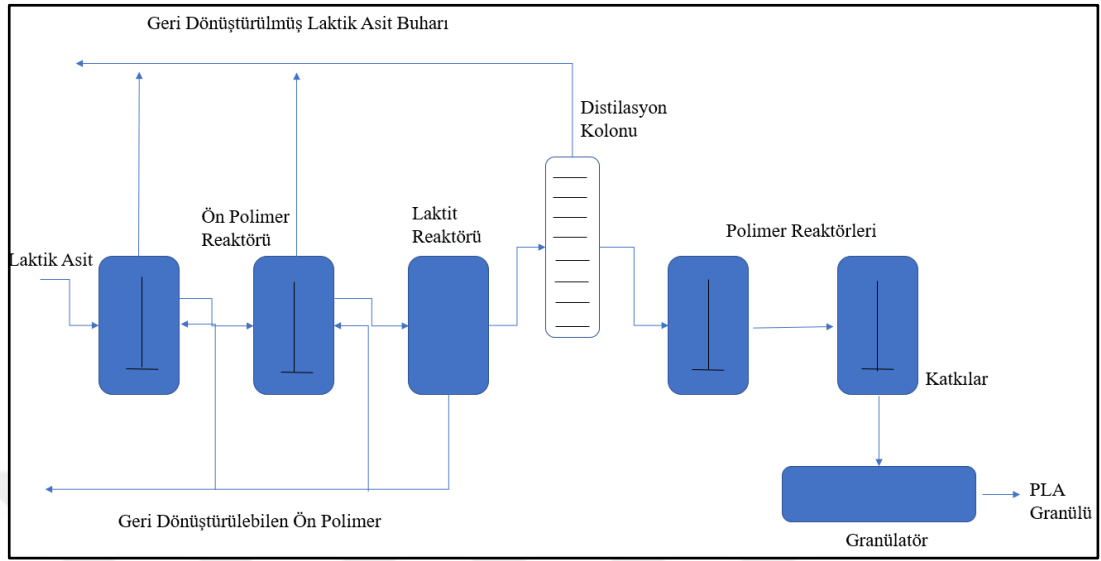 Geri Dönüştürülmüş Laktik Asit Buharı
Distilasyon
Kolonu
Ön Polimer
Reaktörü
Laktit
Reaktörü
Polimer Reaktörleri
Laktik Asit
Katkılar
PLA
Granülü
Geri Dönüştürülebilen Ön Polimer
Granülatör